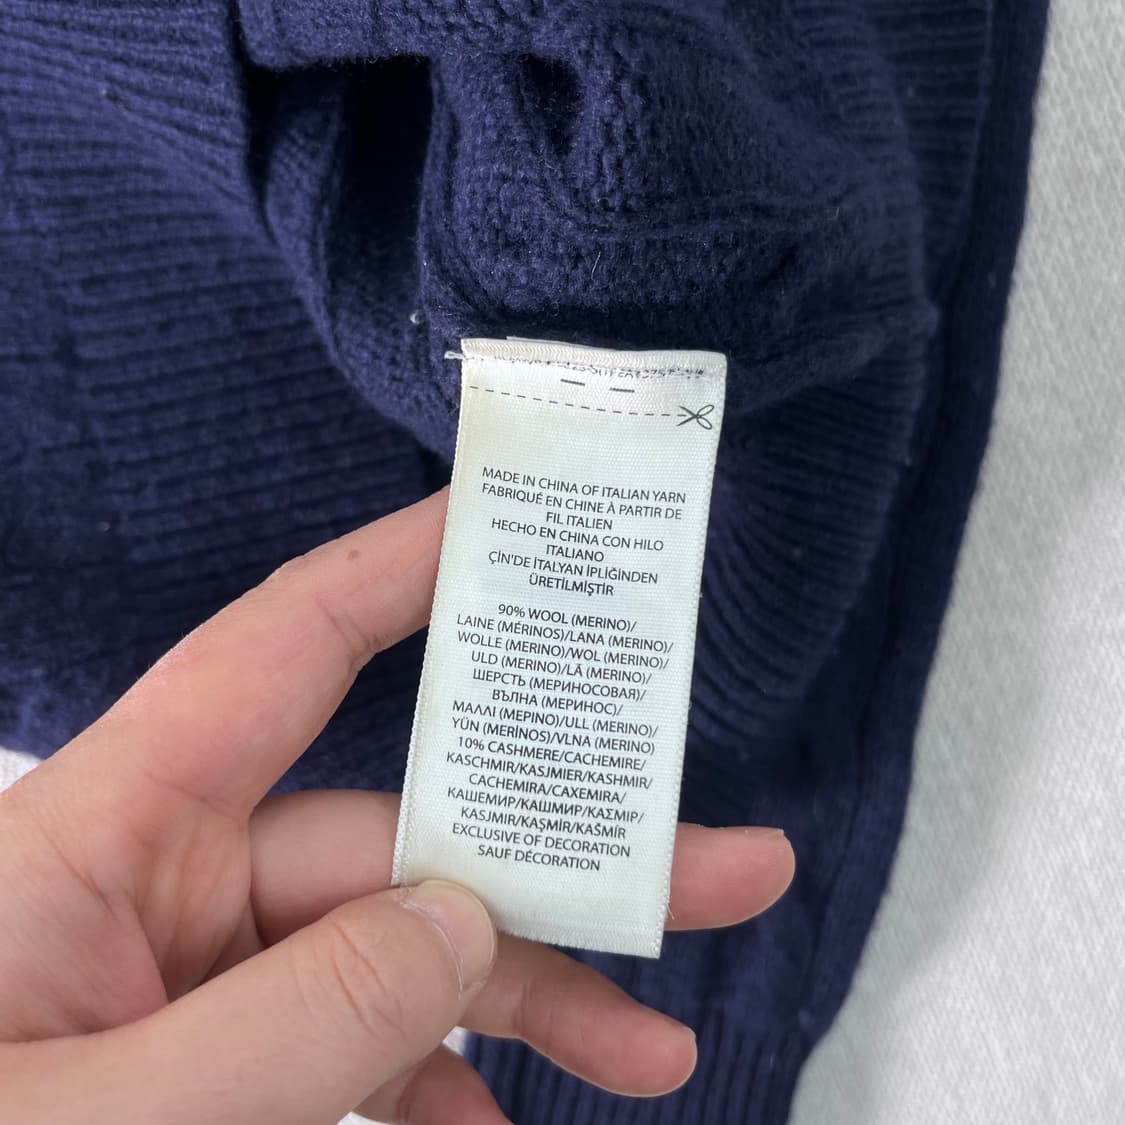 MADE IN CHINA OF ITALIAN YARN
FABRIQUÉ EN CHINE À PARTIR DE
FIL ITALIEN
HECHO EN CHINA CON HILO
ITALIANO
ÇİN'DE İTALYAN İPLİĞİNDEN
ÜRETİLMİŞTİR
90% WOOL (MERINO)/
LAINE (MÉRINOS)/LANA (MERINO)/
WOLLE (MERINO)/WOL (MERINO)/
ULD (MERINO)/LÃ (MERINO)/
ШЕРСТЬ (МЕРИНОСОВАЯ)/
ВЪЛНА (МЕРИНОС)/
ΜΑΛΛΙ (ΜΕΡΙΝΟ)/ULL (MERINO)/
YÜN (MERİNOS)/VLNA (MERINO)
10% CASHMERE/CACHEMIRE/
KASCHMIR/KASJMIER/KASHMIR/
CACHEMIRA/CAXEMIRA/
КАШЕМИР/КАШМИР/ΚΑΣΜΙΡ/
KASJMIR/KAŞMİR/KAŠMÍR
EXCLUSIVE OF DECORATION
SAUF DÉCORATION